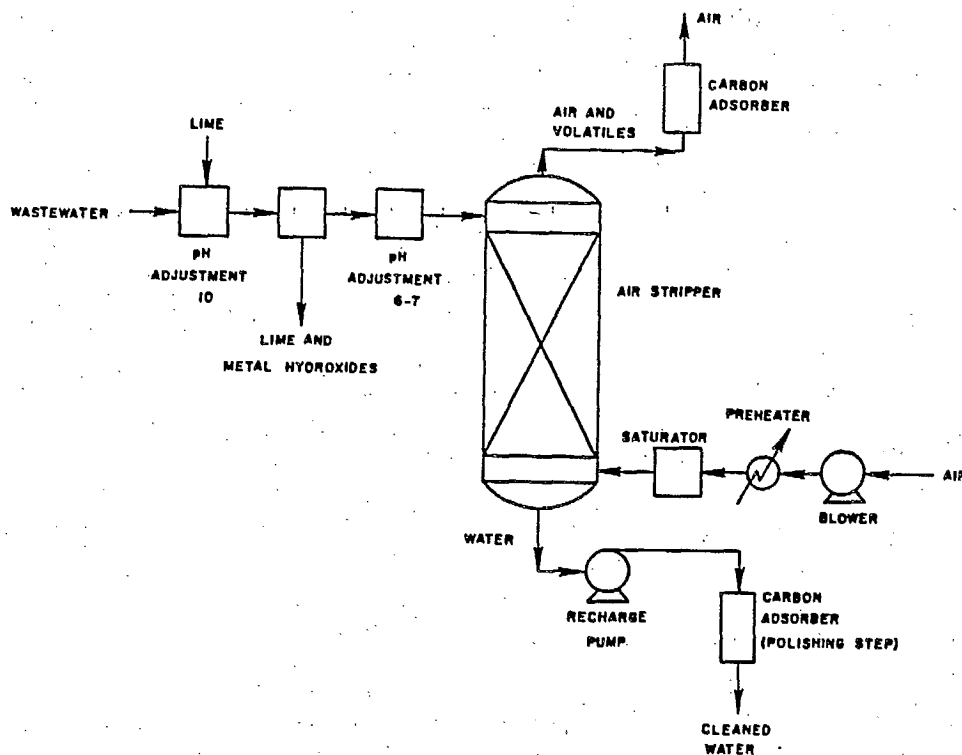 AIR
CARBON
ADSORBER
AIR AND
VOLATILES
LIME
WASTEWATER
pH
ADJUSTMENT
10
pH
ADJUSTMENT
6-7
LIME AND
METAL HYDROXIDES
AIR STRIPPER
PREHEATER
SATURATOR
AIR
BLOWER
WATER
RECHARGE
PUMP
CARBON
ADSORBER
(POLISHING STEP)
CLEANED
WATER